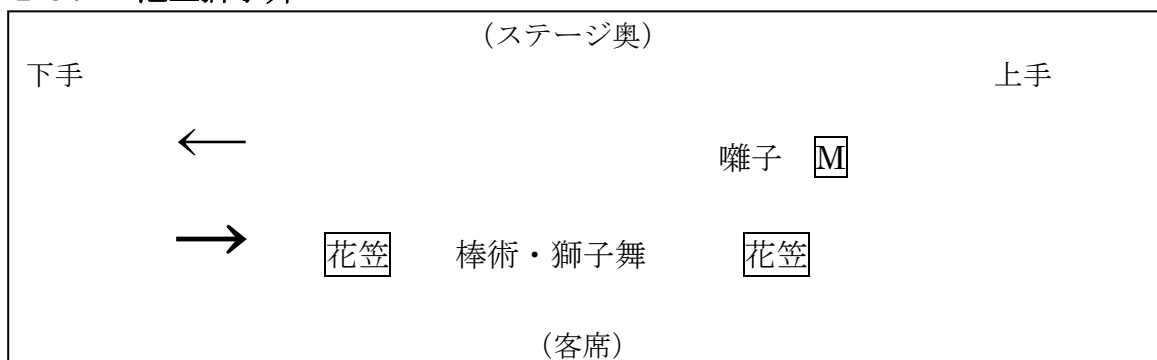 （ステージ奥）
下手 上手
← 囃子 M
→ 花笠 棒術・獅子舞 花笠
（客席）